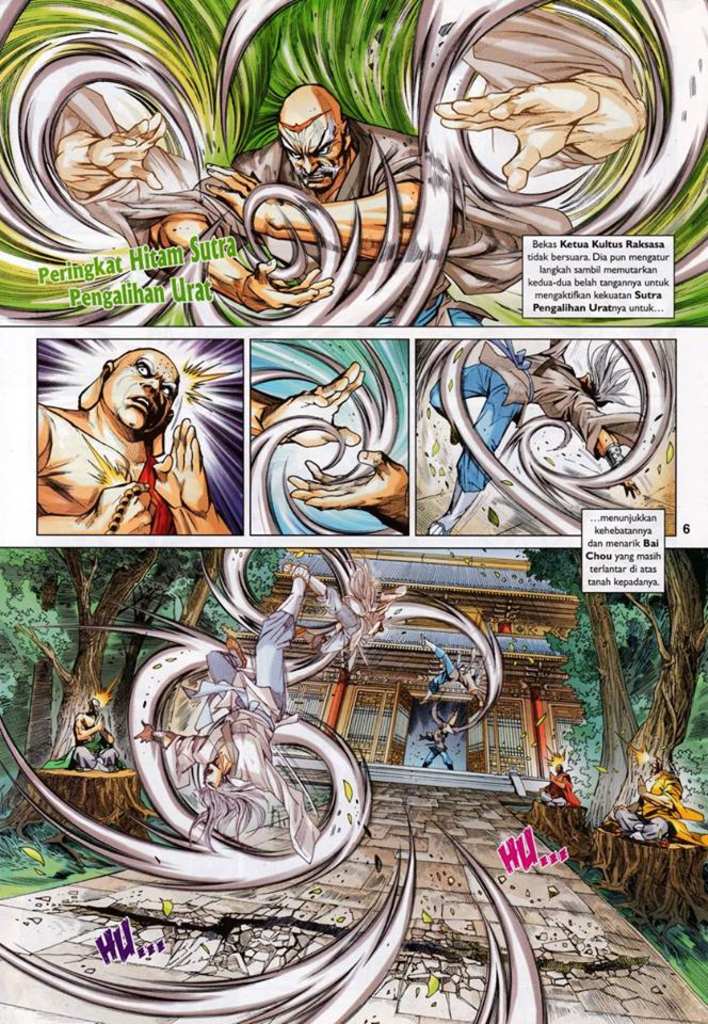 Peringkat Hitam Sutra
Pengalihan Urat
Bekas Ketua Kultus Raksasa
tidak bersuara. Dia pun mengatur
langkah sambil memutarkan
kedua-dua belah tangannya untuk
mengaktifkan kekuatan Sutra
Pengalihan Uratnya untuk...
...menunjukkan
kehebatannya
dan menarik Bai
Chou yang masih
terlantar di atas
tanah kepadanya.
6
HU...
HU...